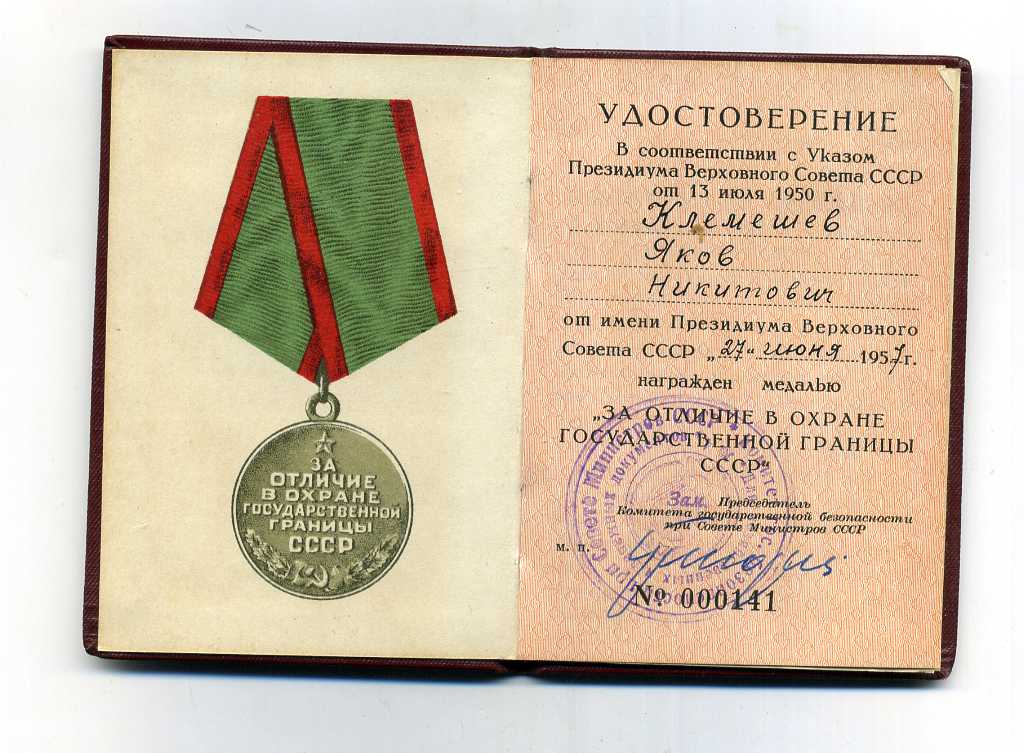 ЗА
ОТЛИЧИЕ
В ОХРАНЕ
ГОСУДАРСТВЕННОЙ
ГРАНИЦЫ
СССР
УДОСТОВЕРЕНИЕ
В соответствии с Указом
Президиума Верховного Совета СССР
от 13 июля 1950 г.
Клемешев
Яков
Никитович
от имени Президиума Верховного
Совета СССР „27“ июня 1957 г.
награжден медалью
„ЗА ОТЛИЧИЕ В ОХРАНЕ
ГОСУДАРСТВЕННОЙ ГРАНИЦЫ
СССР“
Зам. Председатель
Комитета государственной безопасности
при Совете Министров СССР
м. п.
№ 000141